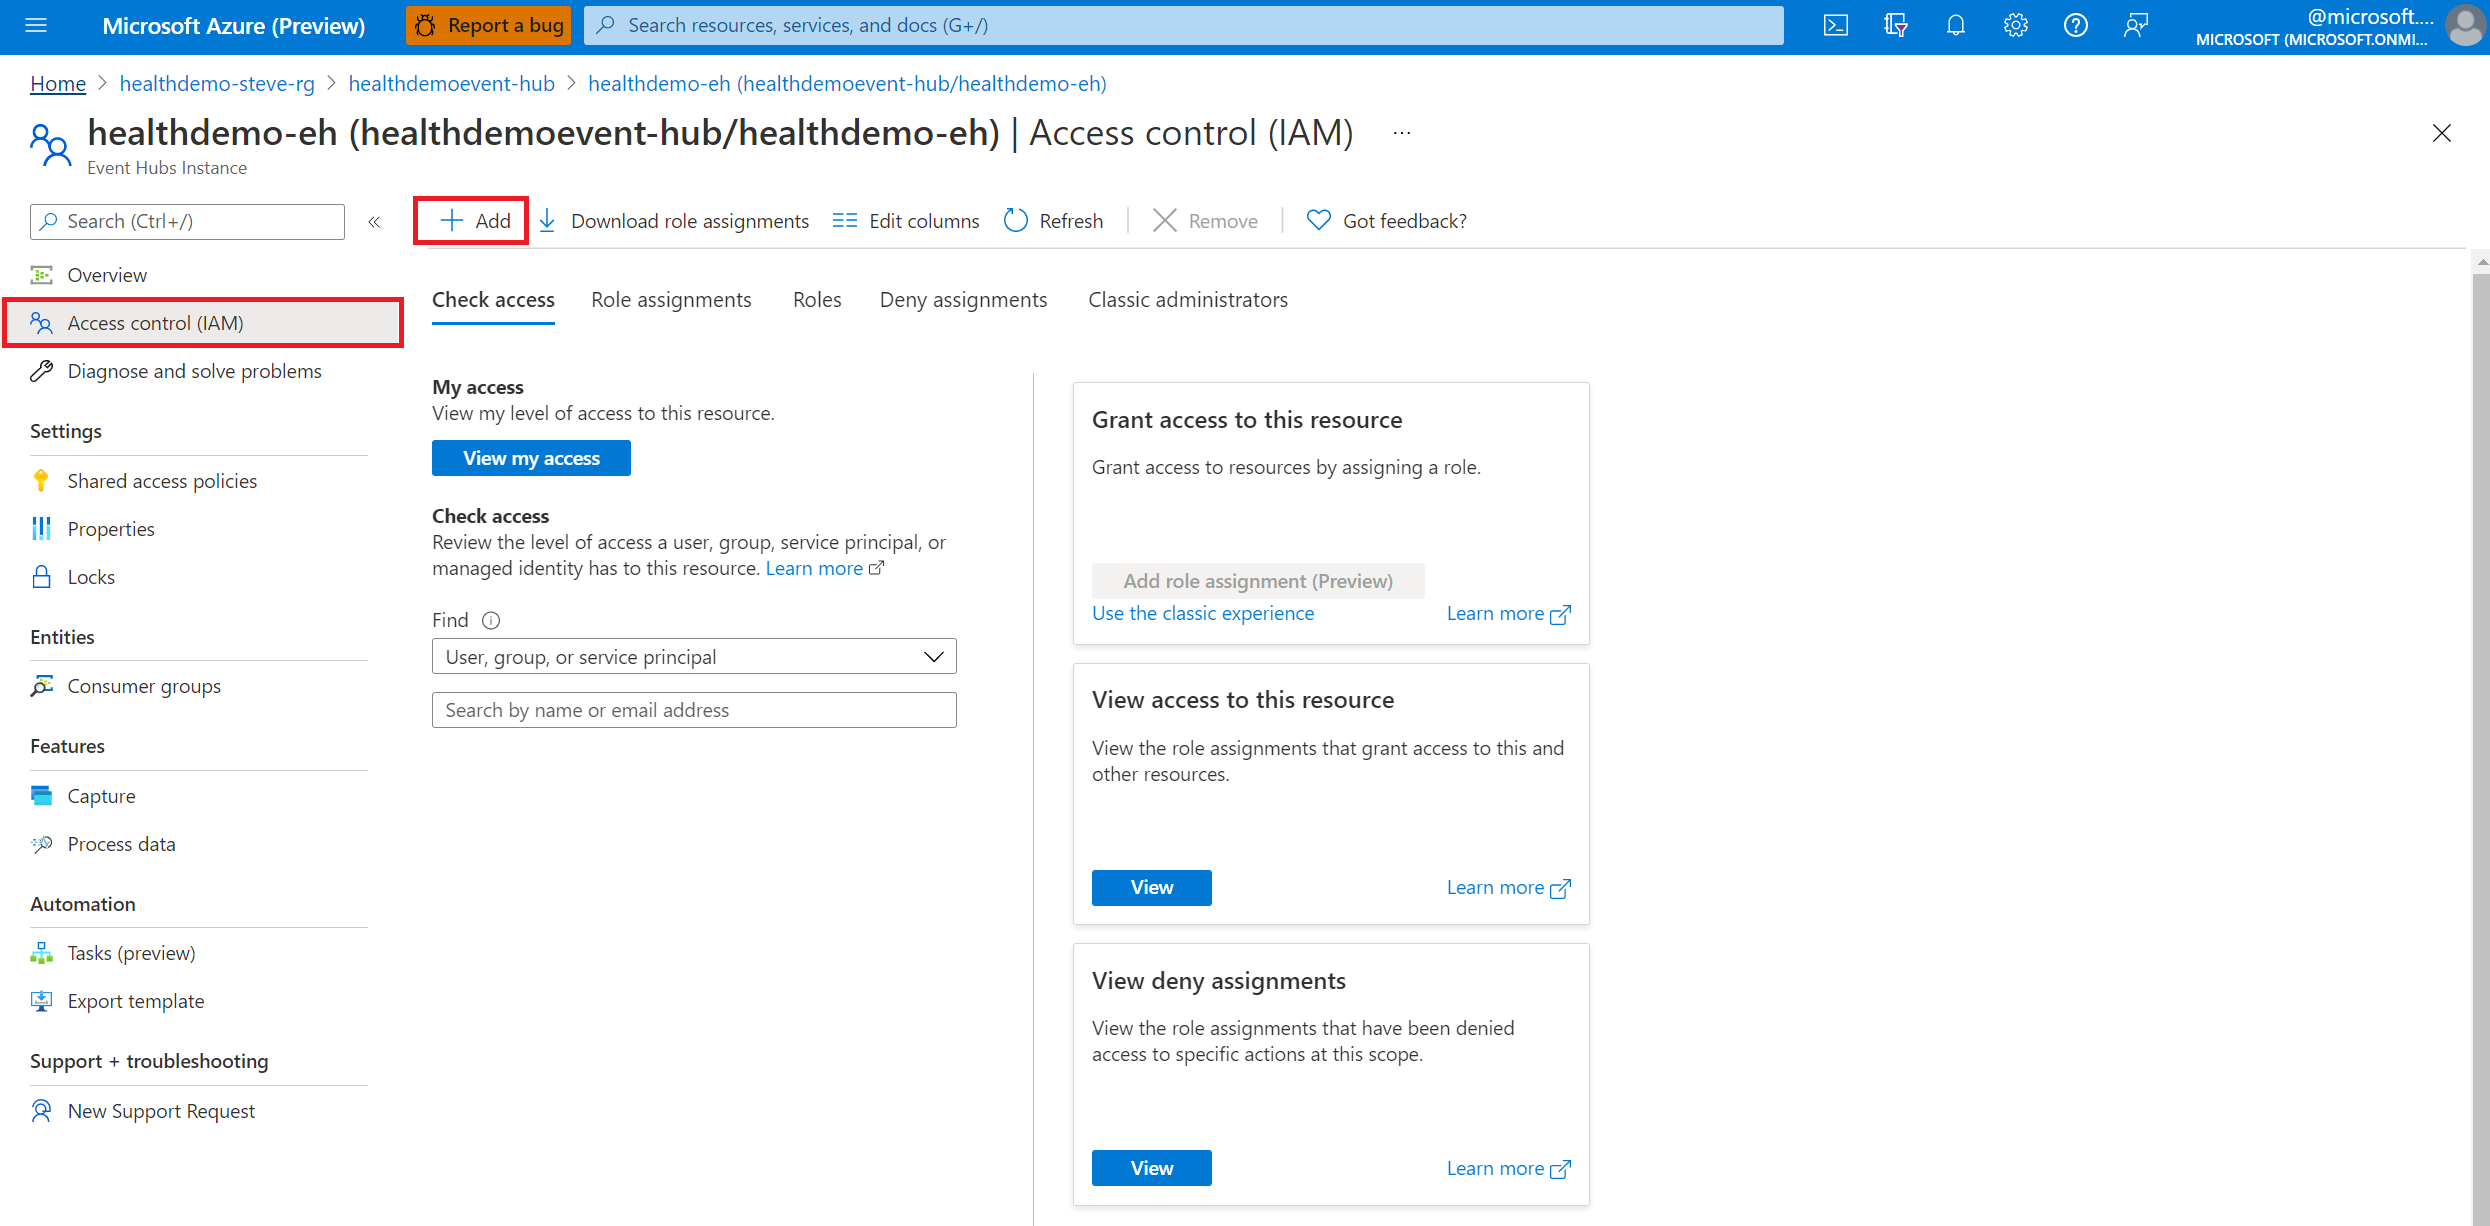 Microsoft Azure (Preview)
Report a bug
Search resources, services, and docs (G+/)
@microsoft....
MICROSOFT (MICROSOFT.ONMI...
Home > healthdemo-steve-rg > healthdemoevent-hub > healthdemo-eh (healthdemoevent-hub/healthdemo-eh)
healthdemo-eh (healthdemoevent-hub/healthdemo-eh) | Access control (IAM) ...
Event Hubs Instance
Search (Ctrl+/)
«
Add
Download role assignments
Edit columns
Refresh
Remove
Got feedback?
Overview
Access control (IAM)
Diagnose and solve problems
Settings
Shared access policies
Properties
Locks
Entities
Consumer groups
Features
Capture
Process data
Automation
Tasks (preview)
Export template
Support + troubleshooting
New Support Request
Check access
Role assignments
Roles
Deny assignments
Classic administrators
My access
View my level of access to this resource.
View my access
Check access
Review the level of access a user, group, service principal, or
managed identity has to this resource. Learn more
Find
User, group, or service principal
Search by name or email address
Grant access to this resource
Grant access to resources by assigning a role.
Add role assignment (Preview)
Use the classic experience
Learn more
View access to this resource
View the role assignments that grant access to this and
other resources.
View
Learn more
View deny assignments
View the role assignments that have been denied
access to specific actions at this scope.
View
Learn more